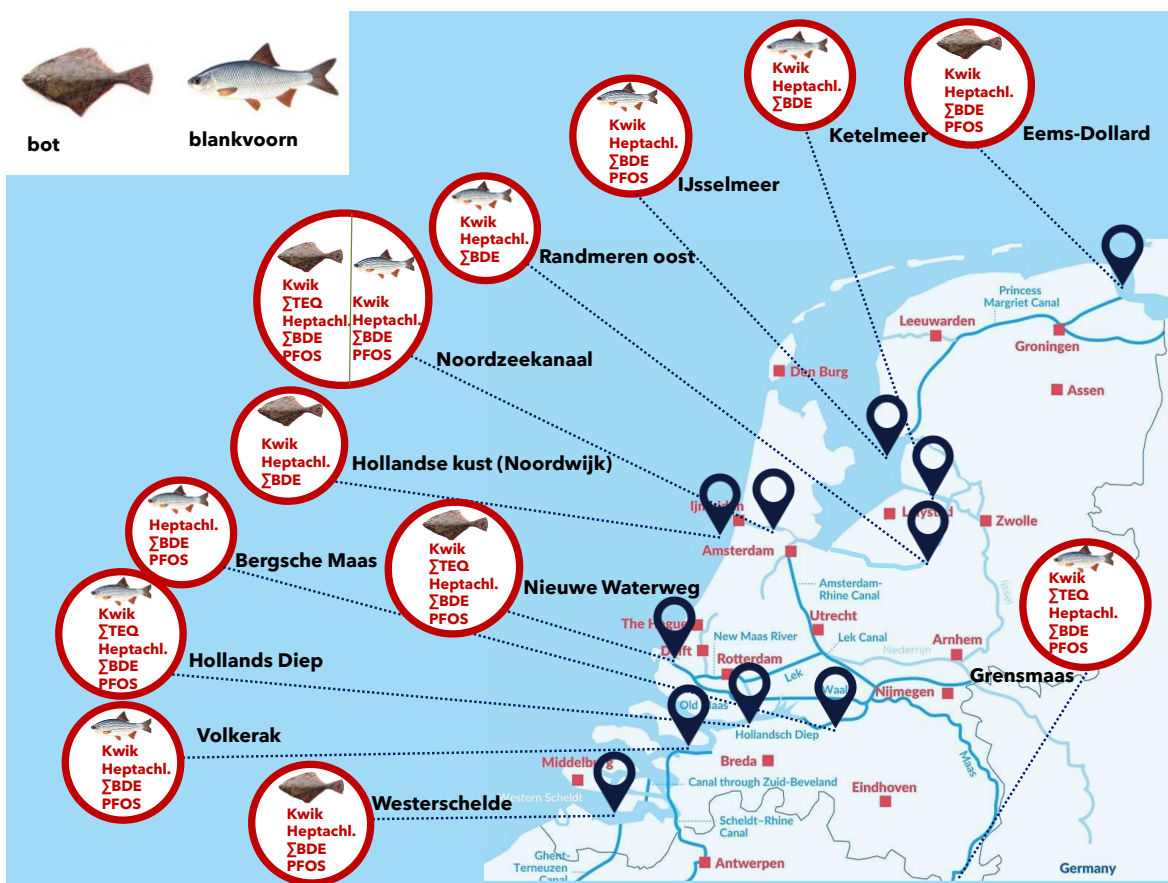 bot
blankvoorn
Kwik
Heptachl.
∑BDE
Ketelmeer
Kwik
Heptachl.
∑BDE
PFOS
Eems-Dollard
Kwik
Heptachl.
∑BDE
PFOS
IJsselmeer
Kwik
Heptachl.
∑BDE
Randmeren oost
Kwik
∑TEQ
Heptachl.
∑BDE
PFOS
Kwik
Heptachl.
∑BDE
PFOS
Noordzeekanaal
Kwik
Heptachl.
∑BDE
Hollandse kust (Noordwijk)
Heptachl.
∑BDE
PFOS
Bergsche Maas
Kwik
∑TEQ
Heptachl.
∑BDE
PFOS
Nieuwe Waterweg
Kwik
∑TEQ
Heptachl.
∑BDE
PFOS
Hollands Diep
Kwik
∑TEQ
Heptachl.
∑BDE
PFOS
Grensmaas
Kwik
Heptachl.
∑BDE
PFOS
Volkerak
Kwik
Heptachl.
∑BDE
PFOS
Westerschelde
Princess
Margriet Canal
Leeuwarden
Groningen
Den Burg
Assen
Zwolle
Amsterdam
IJssel
Amsterdam-
Rhine Canal
Utrecht
The Hague
New Maas River
Lek Canal
Arnhem
Delft
Nederrijn
Rotterdam
Lek
Waal
Nijmegen
Old Maas
Hollandsch Diep
Maas
Middelburg
Breda
Canal through Zuid-Beveland
Eindhoven
Western Scheldt
Scheldt–Rhine
Canal
Ghent-
Terneuzen
Canal
Antwerpen
Germany